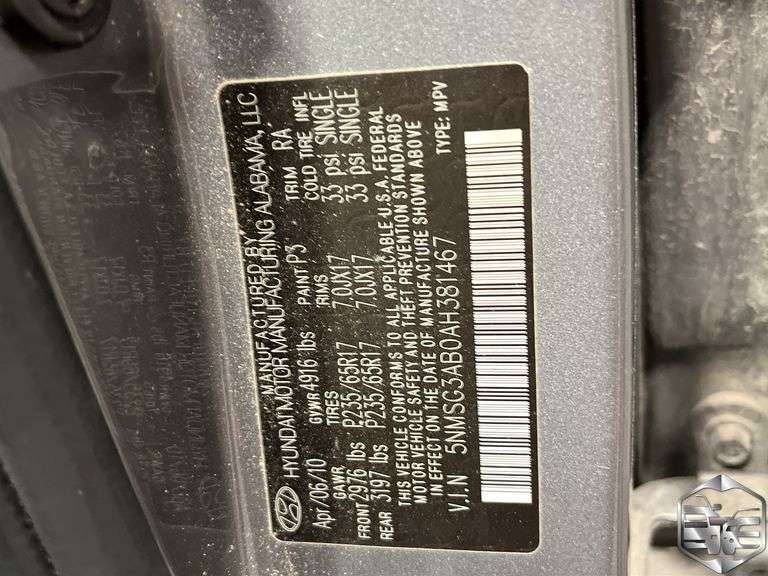 MANUFACTURED BY
HYUNDAI MOTOR MANUFACTURING ALABAMA, LLC.
Apr/06/10 GVWR 4916 lbs PAINT P3 TRIM RA
GAWR TIRES RIMS COLD TIRE INFL
FRONT 2976 lbs P235/65R17 7.0JX17 33 psi SINGLE
REAR 3197 lbs P235/65R17 7.0JX17 33 psi SINGLE
THIS VEHICLE CONFORMS TO ALL APPLICABLE U.S.A. FEDERAL
MOTOR VEHICLE SAFETY AND THEFT PREVENTION STANDARDS
IN EFFECT ON THE DATE OF MANUFACTURE SHOWN ABOVE
V.I.N 5NMSC3AB0AH381467 TYPE: MPV